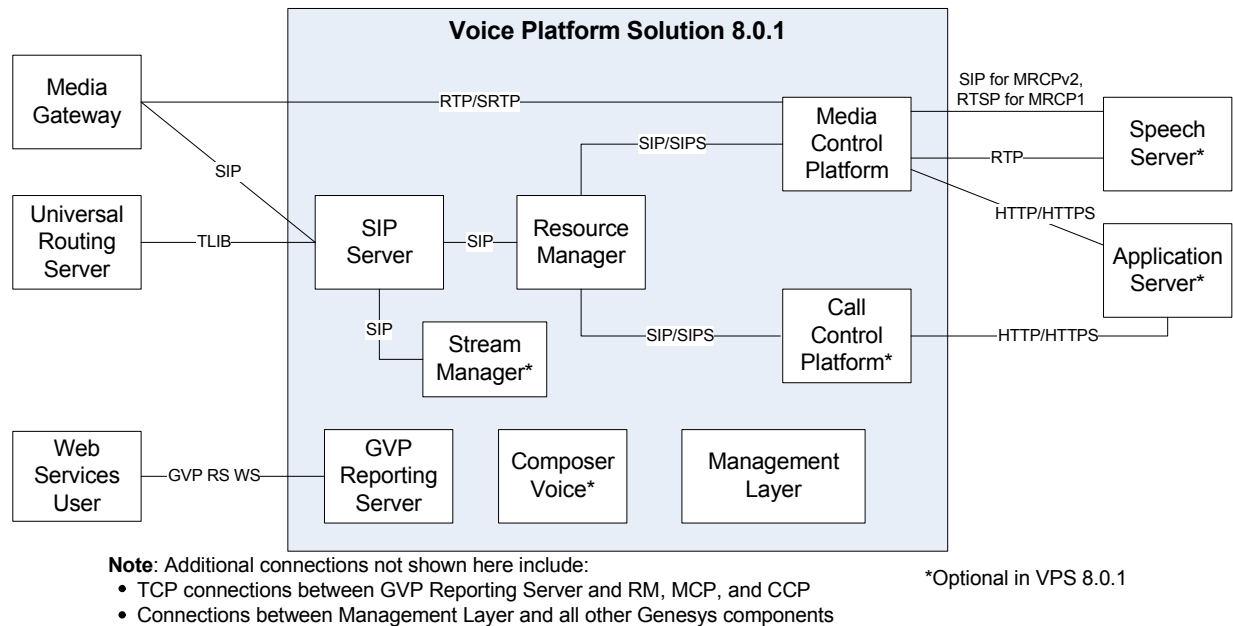 Voice Platform Solution 8.0.1
Media
Gateway
RTP/SRTP
SIP for MRCPv2,
RTSP for MRCP1
Media
Control
Platform
Speech
Server*
SIP/SIPS
RTP
SIP
HTTP/HTTPS
Universal
Routing
Server
TLIB
SIP
Server
SIP
Resource
Manager
Application
Server*
SIP
Stream
Manager*
SIP/SIPS
Call
Control
Platform*
HTTP/HTTPS
Web
Services
User
GVP RS WS
GVP
Reporting
Server
Composer
Voice*
Management
Layer
Note: Additional connections not shown here include:
• TCP connections between GVP Reporting Server and RM, MCP, and CCP
• Connections between Management Layer and all other Genesys components
*Optional in VPS 8.0.1